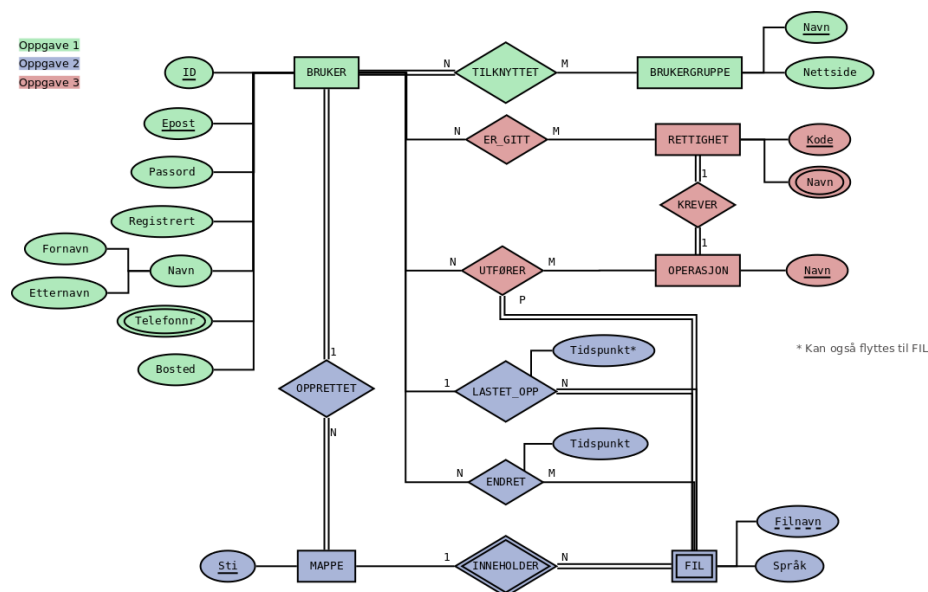 Oppgave 1
Oppgave 2
Oppgave 3
ID
BRUKER
N
TILKNYTTET
M
BRUKERGRUPPE
Navn
Nettside
Epost
N
ER_GITT
M
RETTIGHET
Kode
Navn
Passord
1
KREVER
1
Registrert
Fornavn
Etternavn
Navn
N
UTFØRER
M
OPERASJON
Navn
P
Telefonnr
Bosted
1
OPPRETTET
N
Tidspunkt*
* Kan også flyttes til FIL
1
LASTET_OPP
N
Tidspunkt
N
ENDRET
M
Sti
MAPPE
1
INNEHOLDER
N
FIL
Filnavn
Språk